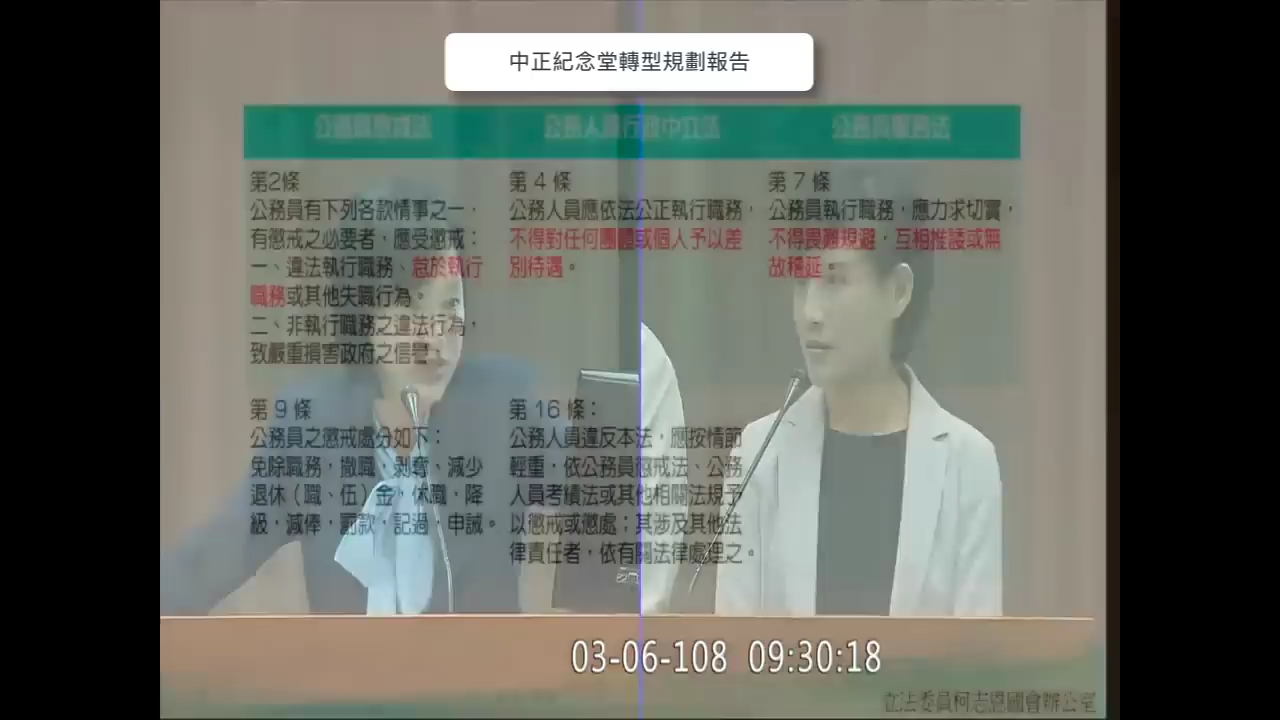 中正紀念堂轉型規劃報告
公務員懲戒法
公務人員行政中立法
公務員服務法
第2條
公務員有下列各款情事之一,
有懲戒之必要者,應受懲戒:
一、違法執行職務、怠於執行
職務或其他失職行為。
二、非執行職務之違法行為,
致嚴重損害政府之信譽
第 9 條
公務員之懲戒處分如下:
免除職務,撤職、剝奪、減少
退休(職、伍)金,休職,降
級,減俸,罰款,記過,申誡。
第 4 條
公務人員應依法公正執行職務,
不得對任何團體或個人予以差
別待遇。
第 16 條:
公務人員違反本法,應按情節
輕重,依公務員懲戒法、公務
人員考績法或其他相關法規予
以懲戒或懲處;其涉及其他法
律責任者,依有關法律處理之。
第 7 條
公務員執行職務,應力求切實,
不得畏難規避,互相推諉或無
故稽延
03-06-108 09:30:18
立法委員柯志恩國會辦公室